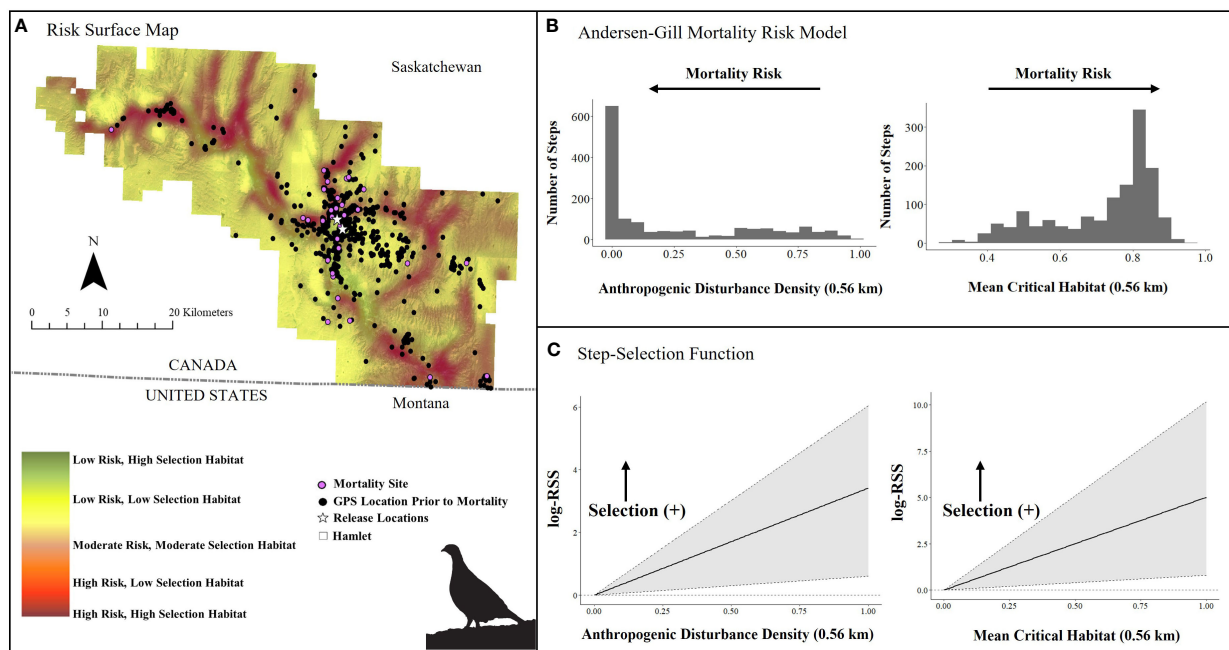 A
Risk Surface Map
Saskatchewan
N
0 5 10 20 Kilometers
CANADA
UNITED STATES
Montana
Low Risk, High Selection Habitat
Low Risk, Low Selection Habitat
Moderate Risk, Moderate Selection Habitat
High Risk, Low Selection Habitat
High Risk, High Selection Habitat
Mortality Site
GPS Location Prior to Mortality
Release Locations
Hamlet
B
Andersen-Gill Mortality Risk Model
Mortality Risk
Number of Steps
600
400
200
0
0.00 0.25 0.50 0.75 1.00
Anthropogenic Disturbance Density (0.56 km)
Mortality Risk
Number of Steps
300
200
100
0
0.4 0.6 0.8 1.0
Mean Critical Habitat (0.56 km)
C
Step-Selection Function
log-RSS
6
4
2
0
Selection (+)
0.00 0.25 0.50 0.75 1.00
Anthropogenic Disturbance Density (0.56 km)
log-RSS
10.0
7.5
5.0
2.5
0.0
Selection (+)
0.00 0.25 0.50 0.75 1.00
Mean Critical Habitat (0.56 km)